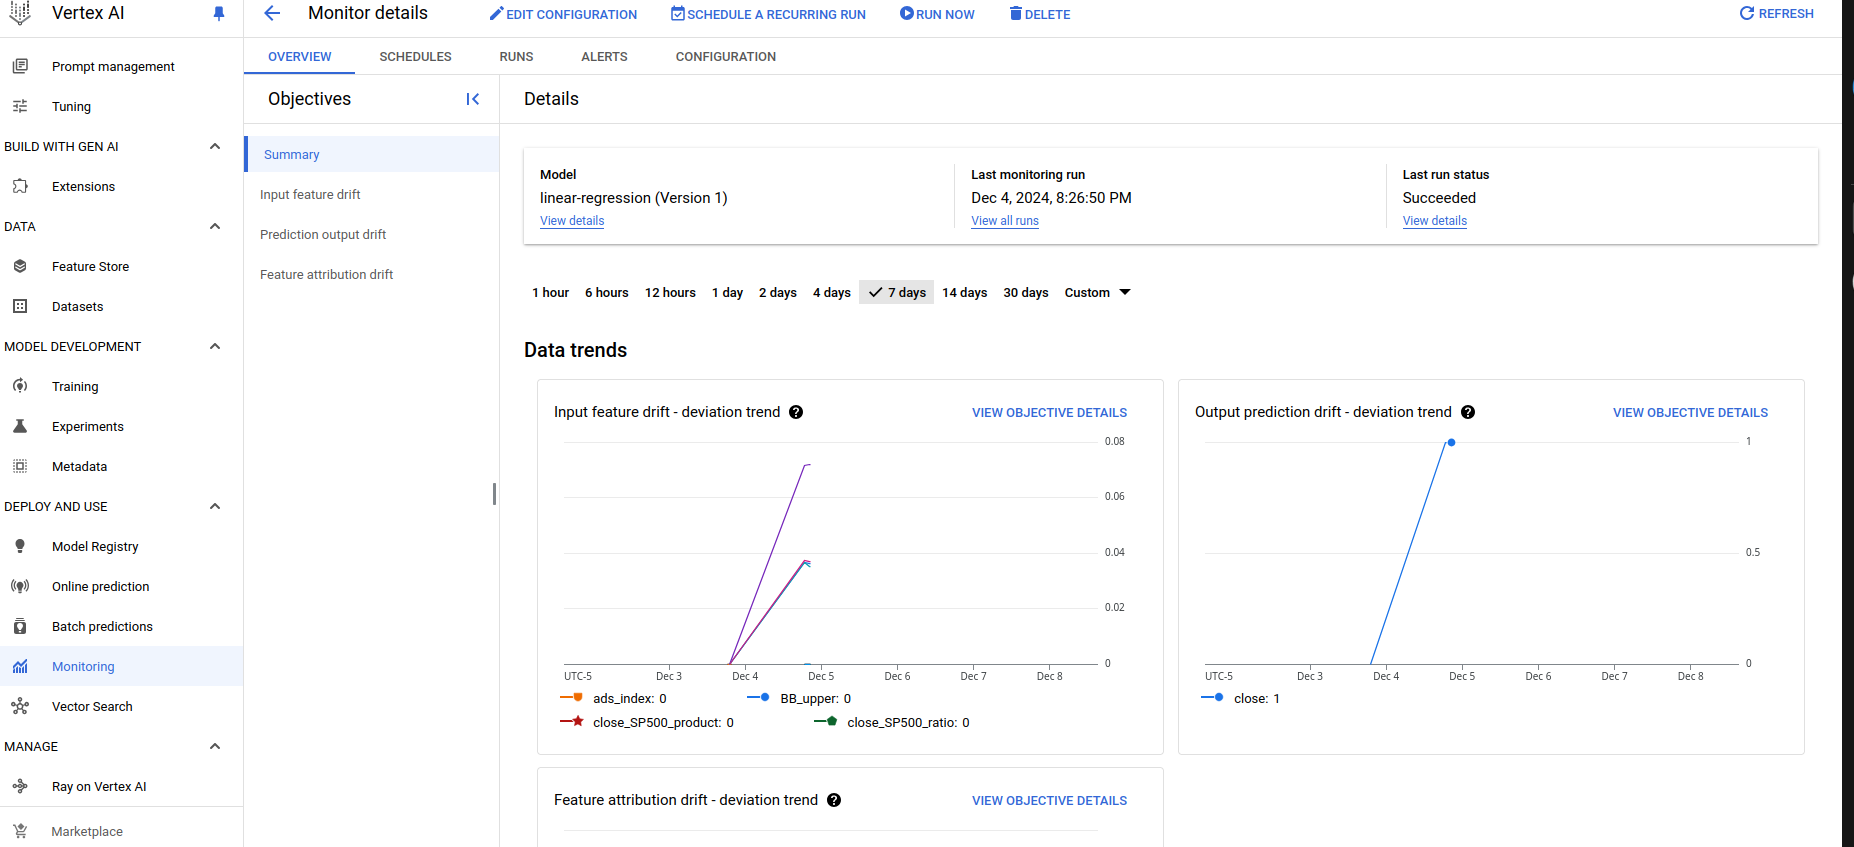 Vertex AI
Monitor details
EDIT CONFIGURATION
SCHEDULE A RECURRING RUN
RUN NOW
DELETE
REFRESH
Prompt management
Tuning
BUILD WITH GEN AI
Extensions
DATA
Feature Store
Datasets
MODEL DEVELOPMENT
Training
Experiments
Metadata
DEPLOY AND USE
Model Registry
Online prediction
Batch predictions
Monitoring
Vector Search
MANAGE
Ray on Vertex AI
Marketplace
OVERVIEW
SCHEDULES
RUNS
ALERTS
CONFIGURATION
Objectives
Summary
Input feature drift
Prediction output drift
Feature attribution drift
Details
Model
linear-regression (Version 1)
View details
Last monitoring run
Dec 4, 2024, 8:26:50 PM
View all runs
Last run status
Succeeded
View details
1 hour
6 hours
12 hours
1 day
2 days
4 days
7 days
14 days
30 days
Custom
Data trends
Input feature drift - deviation trend
VIEW OBJECTIVE DETAILS
0.08
0.06
0.04
0.02
0
UTC-5
Dec 3
Dec 4
Dec 5
Dec 6
Dec 7
Dec 8
ads_index: 0
BB_upper: 0
close_SP500_product: 0
close_SP500_ratio: 0
Output prediction drift - deviation trend
VIEW OBJECTIVE DETAILS
1
0.5
0
UTC-5
Dec 3
Dec 4
Dec 5
Dec 6
Dec 7
Dec 8
close: 1
Feature attribution drift - deviation trend
VIEW OBJECTIVE DETAILS